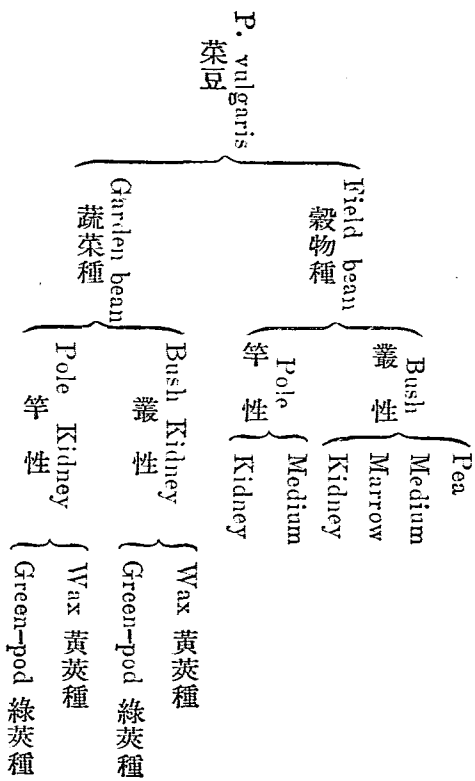 P. vulgaris
菜豆
Field bean
穀物種
Bush
叢性
Pea
Medium
Marrow
Kidney
Pole
竿性
Medium
Kidney
Garden bean
蔬菜種
Bush Kidney
叢性
Wax 黃莢種
Green-pod 綠莢種
Pole Kidney
竿性
Wax 黃莢種
Green-pod 綠莢種